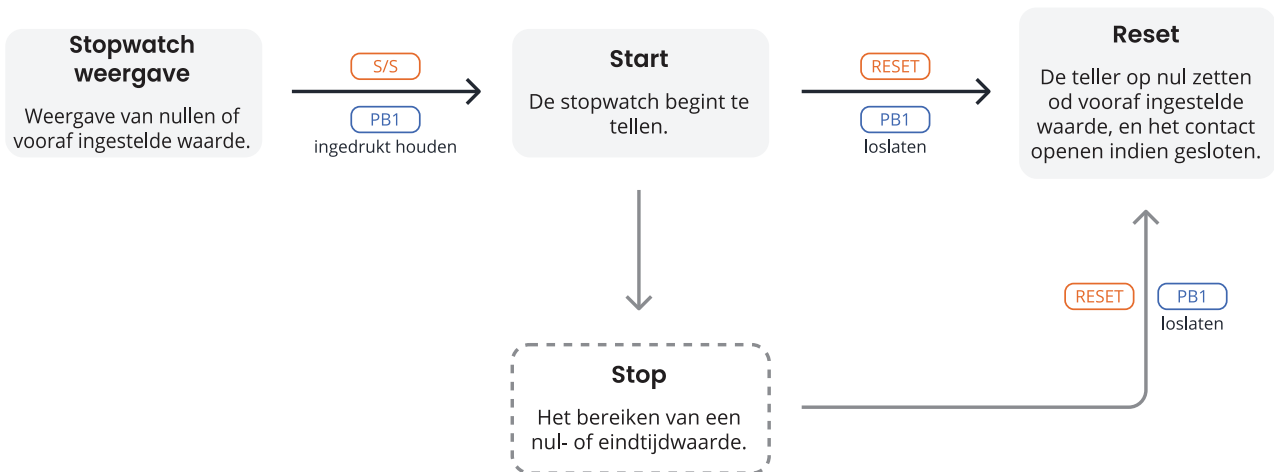 Stopwatch
weergave
Weergave van nullen of
vooraf ingestelde waarde.
S/S
PB1
ingedrukt houden
Start
De stopwatch begint te
tellen.
RESET
PB1
loslaten
Reset
De teller op nul zetten
od vooraf ingestelde
waarde, en het contact
openen indien gesloten.
RESET
PB1
loslaten
Stop
Het bereiken van een
nul- of eindtijdwaarde.